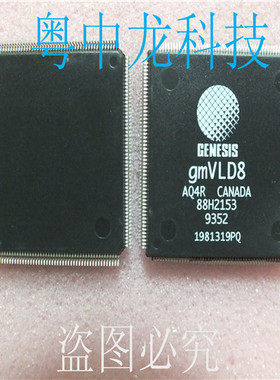 粤中龙科技
GENESIS
gmVLD8
AQ4R CANADA
88H2153
9352
1981319PQ
盗图必究